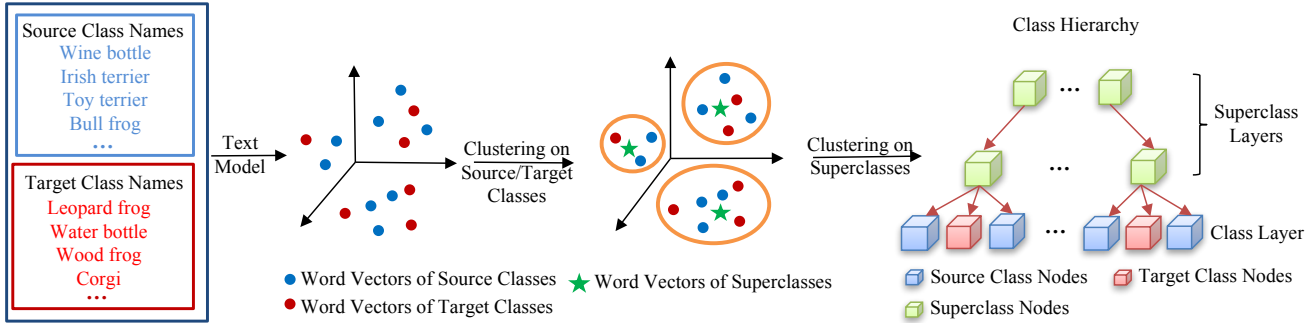 Source Class Names
Wine bottle
Irish terrier
Toy terrier
Bull frog
...
Target Class Names
Leopard frog
Water bottle
Wood frog
Corgi
...
Text
Model
Clustering on
Source/Target
Classes
Clustering on
Superclasses
Class Hierarchy
...
Superclass
Layers
...
...
Class Layer
Word Vectors of Source Classes
Word Vectors of Superclasses
Word Vectors of Target Classes
Source Class Nodes
Target Class Nodes
Superclass Nodes